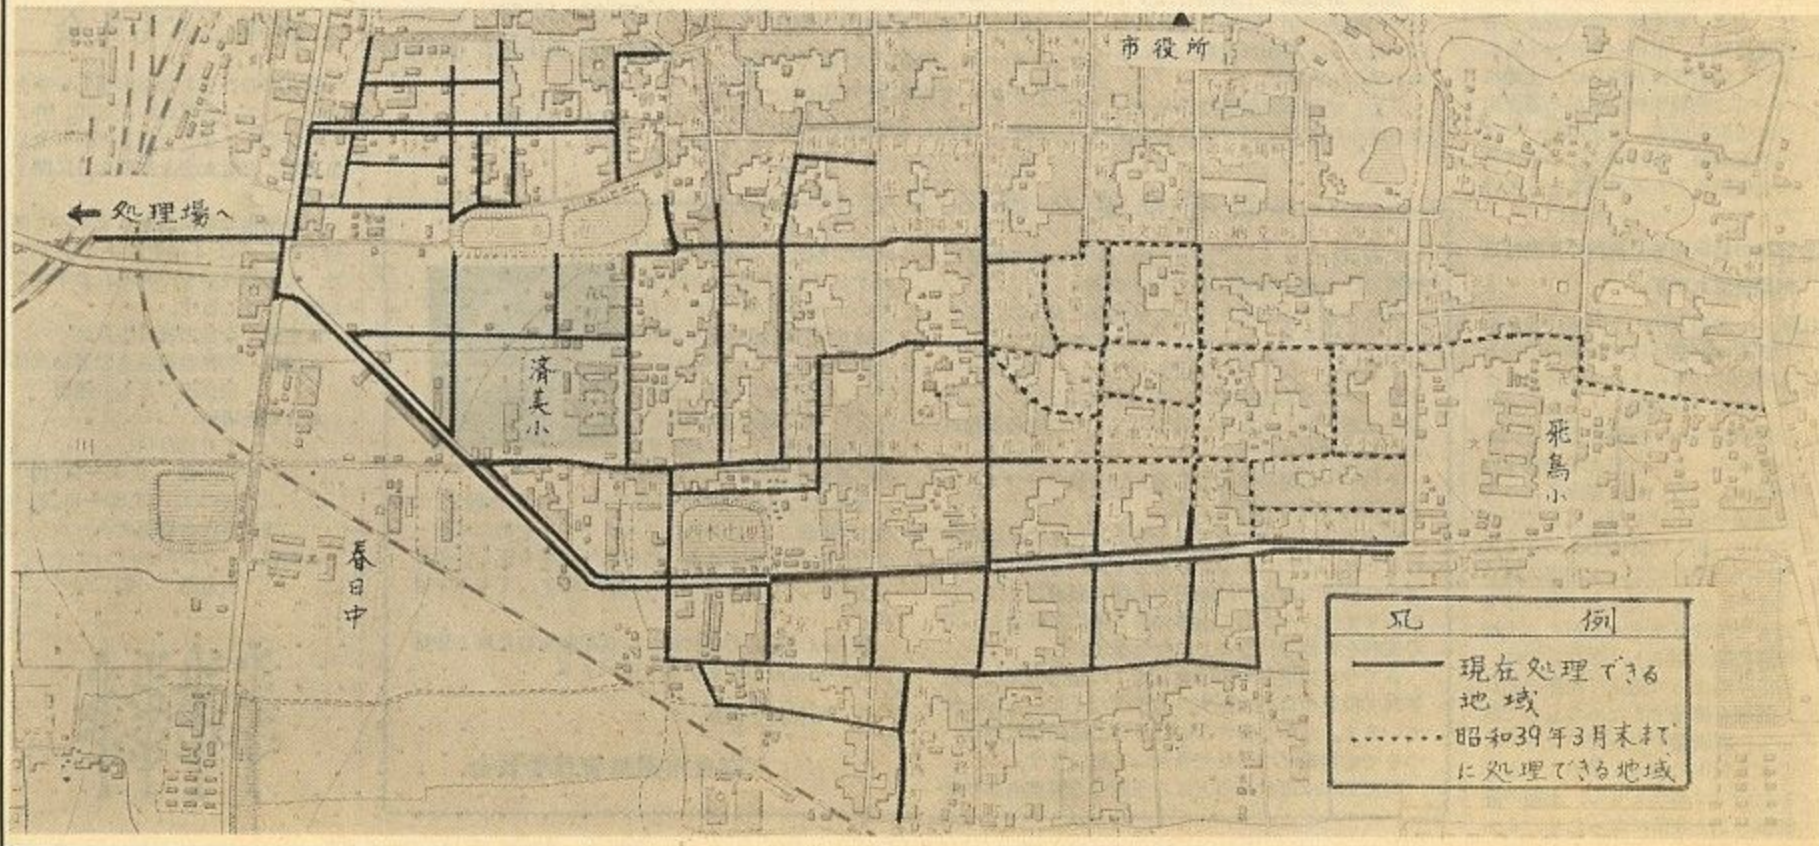 市役所
← 処理場へ
済美小
飛鳥小
春日中
凡例
現在処理できる
地域
昭和39年3月末まで
に処理できる地域